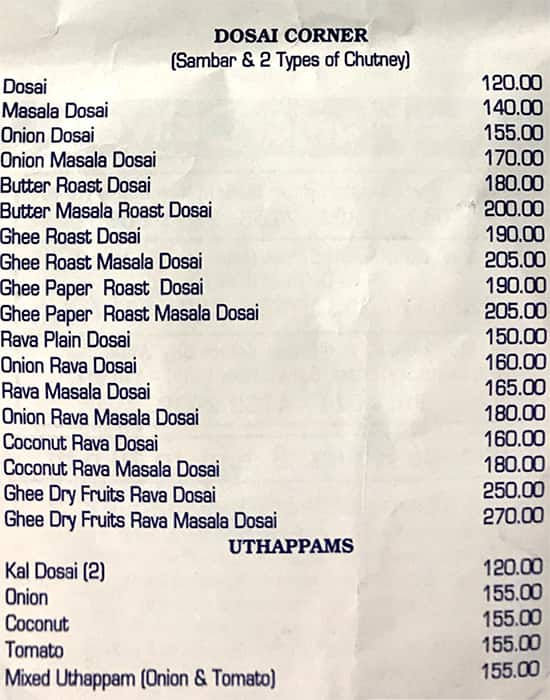 DOSAI CORNER
(Sambar & 2 Types of Chutney)
Dosai 120.00
Masala Dosai 140.00
Onion Dosai 155.00
Onion Masala Dosai 170.00
Butter Roast Dosai 180.00
Butter Masala Roast Dosai 200.00
Ghee Roast Dosai 190.00
Ghee Roast Masala Dosai 205.00
Ghee Paper Roast Dosai 190.00
Ghee Paper Roast Masala Dosai 205.00
Rava Plain Dosai 150.00
Onion Rava Dosai 160.00
Rava Masala Dosai 165.00
Onion Rava Masala Dosai 180.00
Coconut Rava Dosai 160.00
Coconut Rava Masala Dosai 180.00
Ghee Dry Fruits Rava Dosai 250.00
Ghee Dry Fruits Rava Masala Dosai 270.00
UTHAPPAMS
Kal Dosai (2) 120.00
Onion 155.00
Coconut 155.00
Tomato 155.00
Mixed Uthappam (Onion & Tomato) 155.00